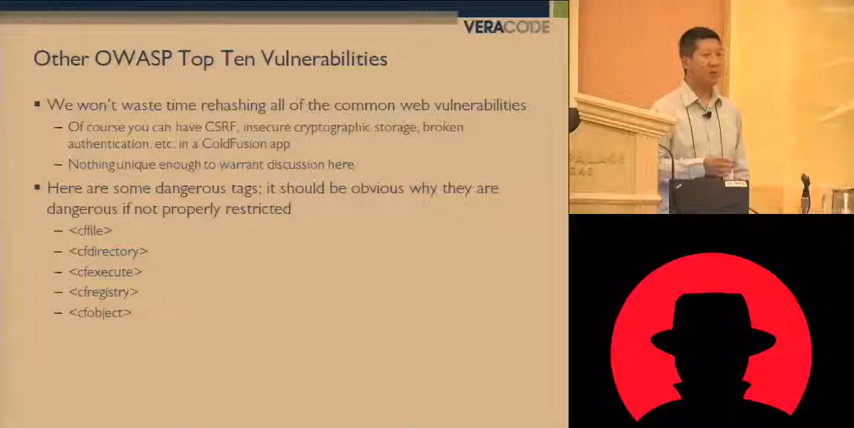 VERACODE
Other OWASP Top Ten Vulnerabilities
▪ We won't waste time rehashing all of the common web vulnerabilities
– Of course you can have CSRF, insecure cryptographic storage, broken
authentication, etc. in a ColdFusion app
– Nothing unique enough to warrant discussion here
▪ Here are some dangerous tags; it should be obvious why they are
dangerous if not properly restricted
– <cffile>
– <cfdirectory>
– <cfexecute>
– <cfregistry>
– <cfobject>
PALACE